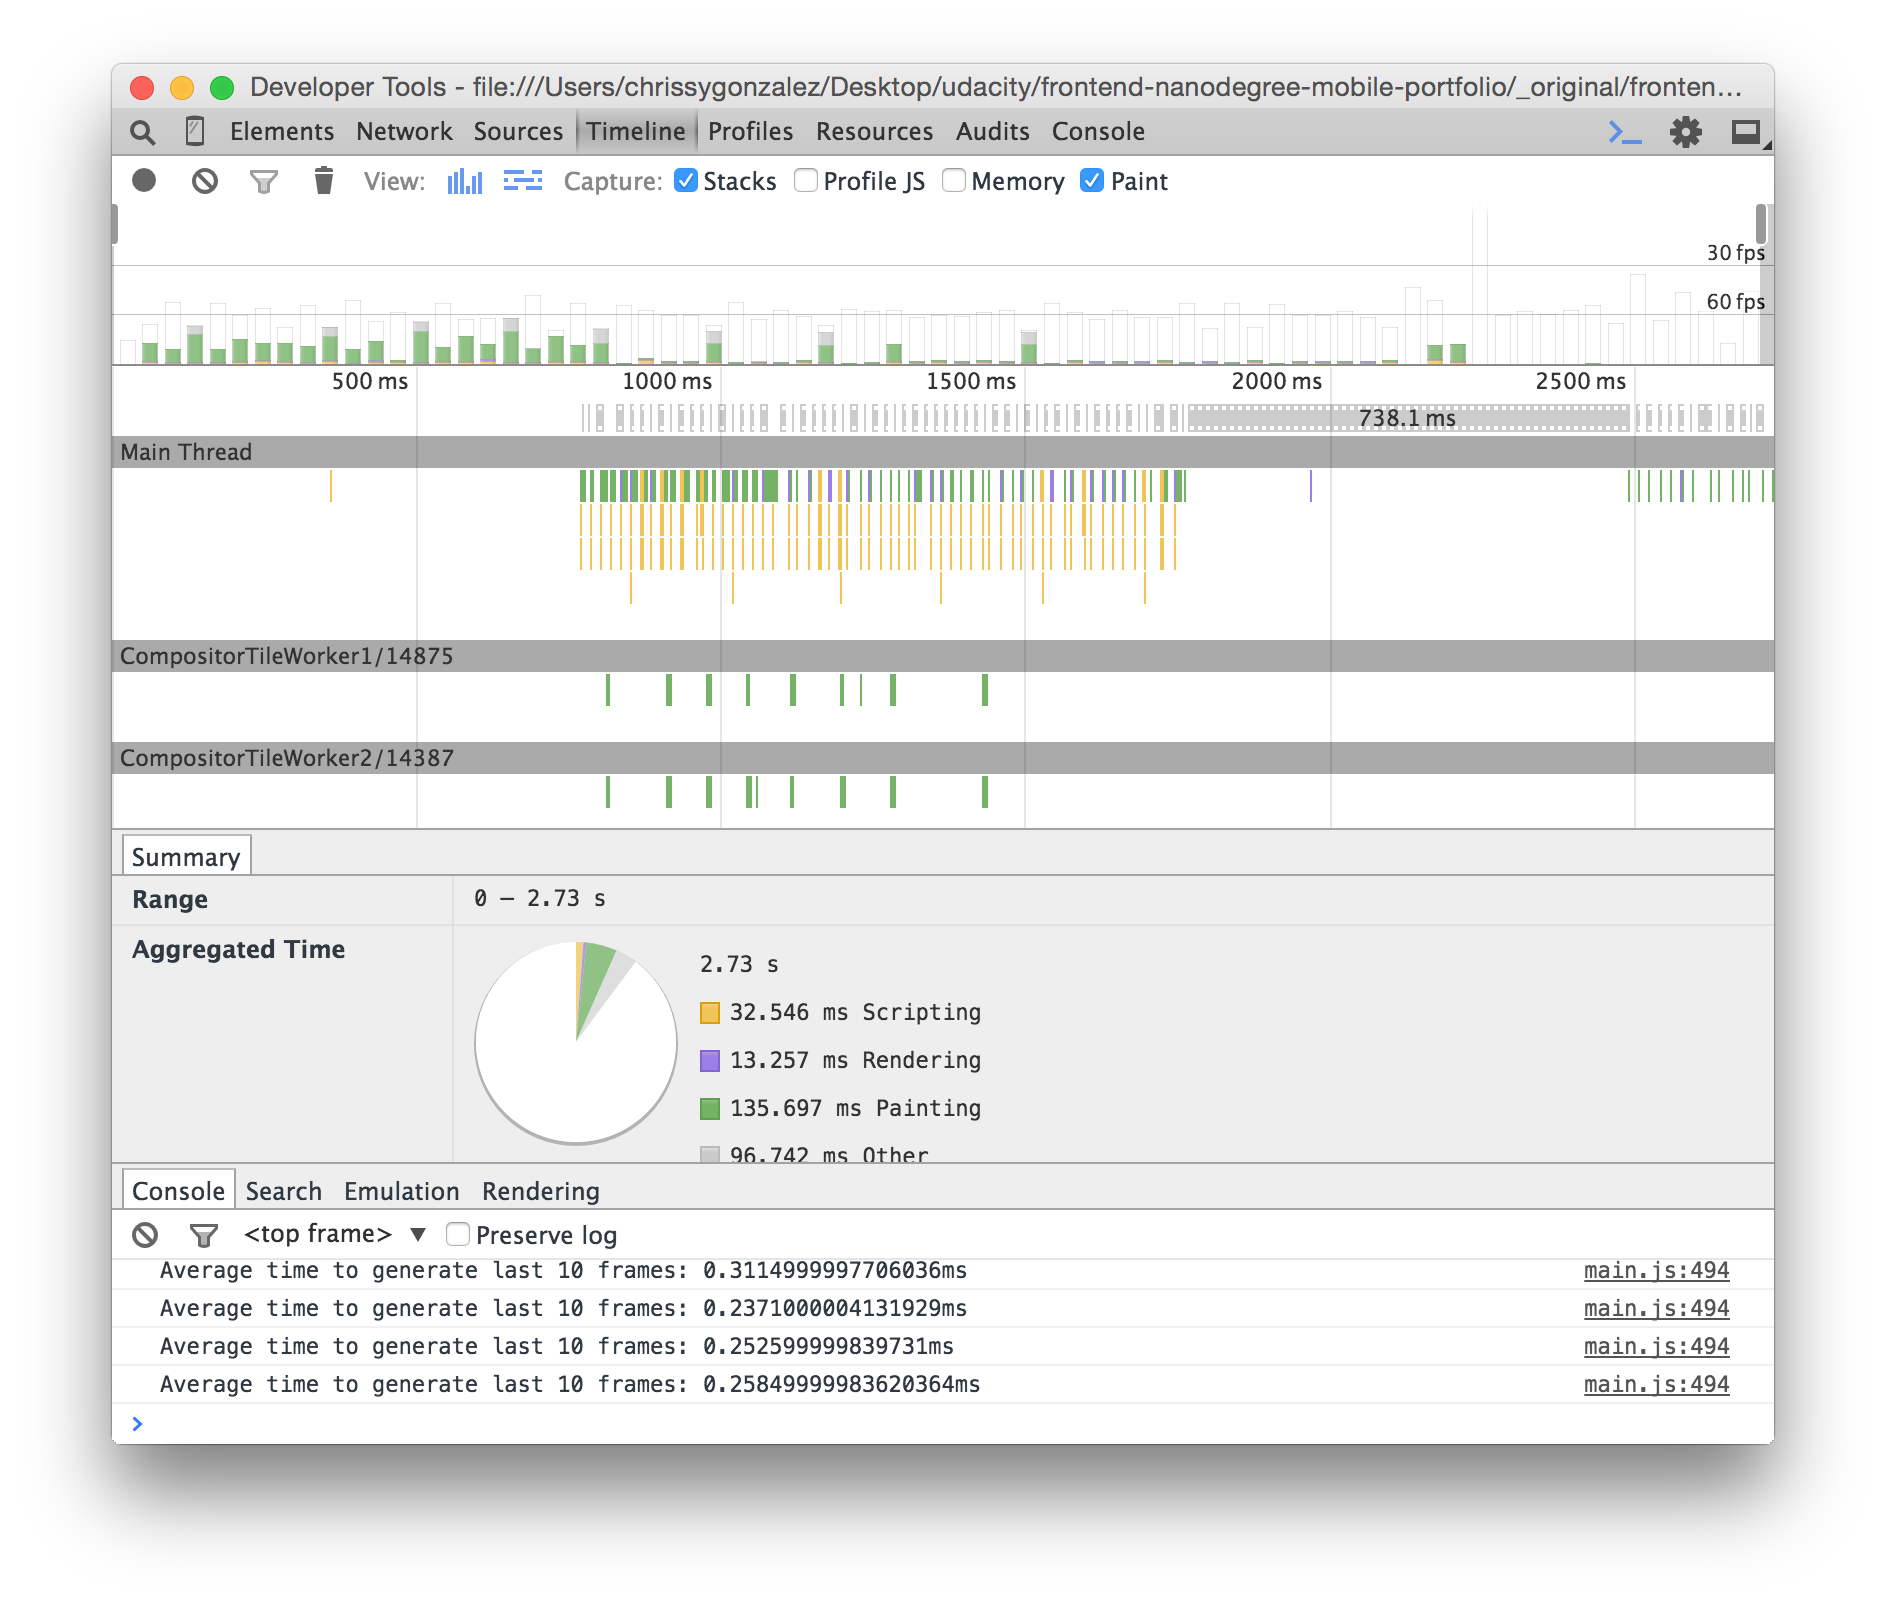 Developer Tools - file:///Users/chrissygonzalez/Desktop/udacity/frontend-nanodegree-mobile-portfolio/_original/fronten...
Elements Network Sources Timeline Profiles Resources Audits Console
View: Capture: Stacks Profile JS Memory Paint
30 fps
60 fps
500 ms 1000 ms 1500 ms 2000 ms 2500 ms
738.1 ms
Main Thread
CompositorTileWorker1/14875
CompositorTileWorker2/14387
Summary
Range 0 – 2.73 s
Aggregated Time
2.73 s
32.546 ms Scripting
13.257 ms Rendering
135.697 ms Painting
96.742 ms Other
Console Search Emulation Rendering
<top frame> ▼ Preserve log
Average time to generate last 10 frames: 0.3114999997706036ms main.js:494
Average time to generate last 10 frames: 0.2371000004131929ms main.js:494
Average time to generate last 10 frames: 0.252599999839731ms main.js:494
Average time to generate last 10 frames: 0.25849999983620364ms main.js:494